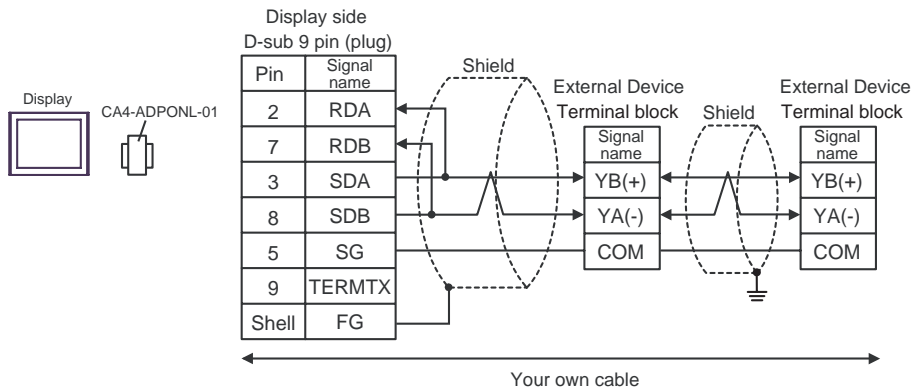 Display side
D-sub 9 pin (plug)
Pin
Signal
name
2
RDA
7
RDB
3
SDA
8
SDB
5
SG
9
TERMTX
Shell
FG
Display
CA4-ADPONL-01
Shield
External Device
Terminal block
Signal
name
YB(+)
YA(-)
COM
Shield
External Device
Terminal block
Signal
name
YB(+)
YA(-)
COM
Your own cable